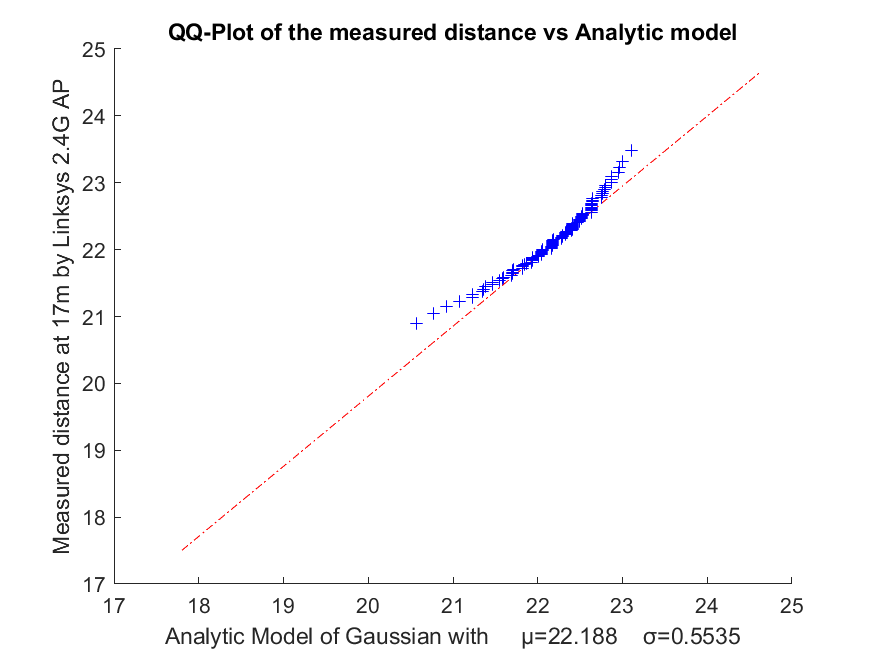 QQ-Plot of the measured distance vs Analytic model
Measured distance at 17m by Linksys 2.4G AP
25
24
23
22
21
20
19
18
17
17 18 19 20 21 22 23 24 25
Analytic Model of Gaussian with μ=22.188 σ=0.5535